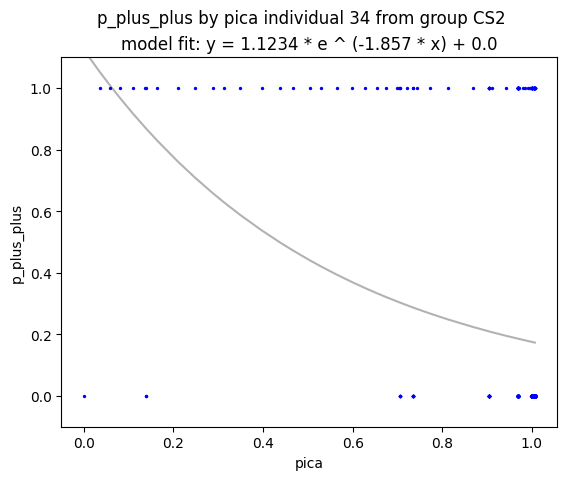 p_plus_plus by pica individual 34 from group CS2
model fit: y = 1.1234 * e ^ (-1.857 * x) + 0.0
1.0
0.8
0.6
0.4
0.2
0.0
p_plus_plus
0.0 0.2 0.4 0.6 0.8 1.0
pica